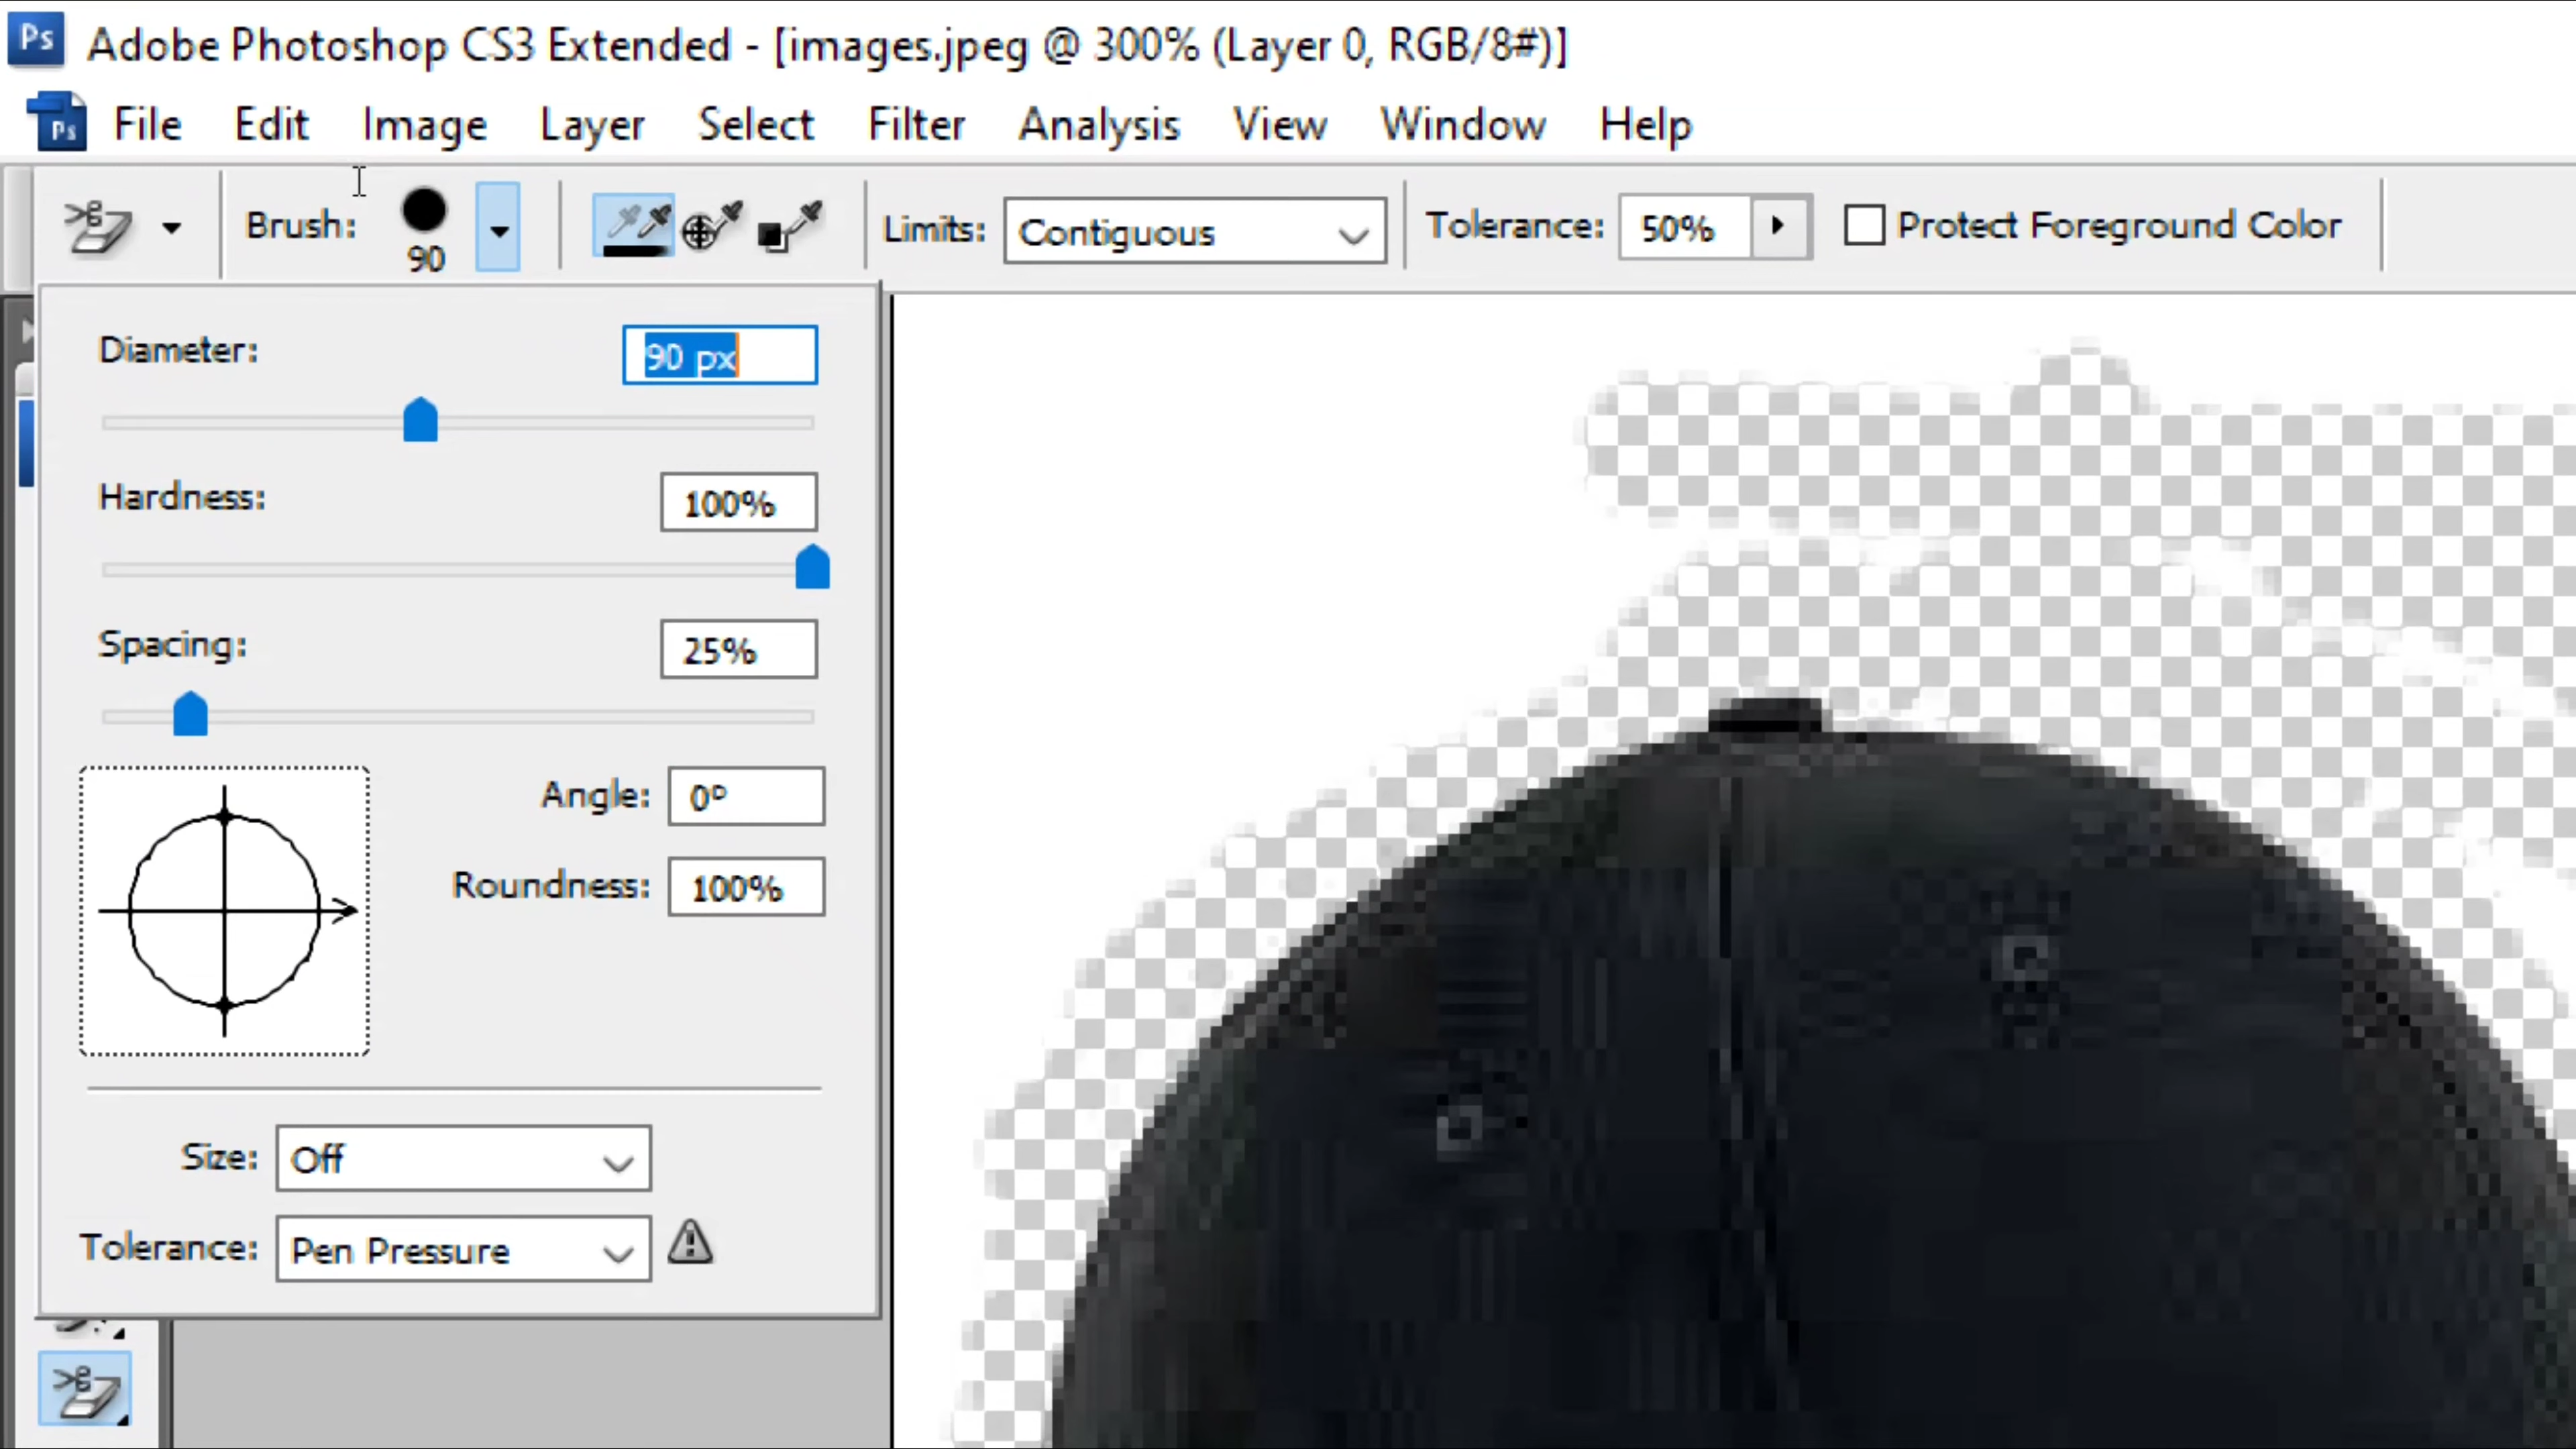 Ps Adobe Photoshop CS3 Extended - [images.jpeg @ 300% (Layer 0, RGB/8#)]
Ps File Edit Image Layer Select Filter Analysis View Window Help
Brush: 90 Limits: Contiguous Tolerance: 50% Protect Foreground Color
Diameter: 90 px
Hardness: 100%
Spacing: 25%
Angle: 0º
Roundness: 100%
Size: Off
Tolerance: Pen Pressure